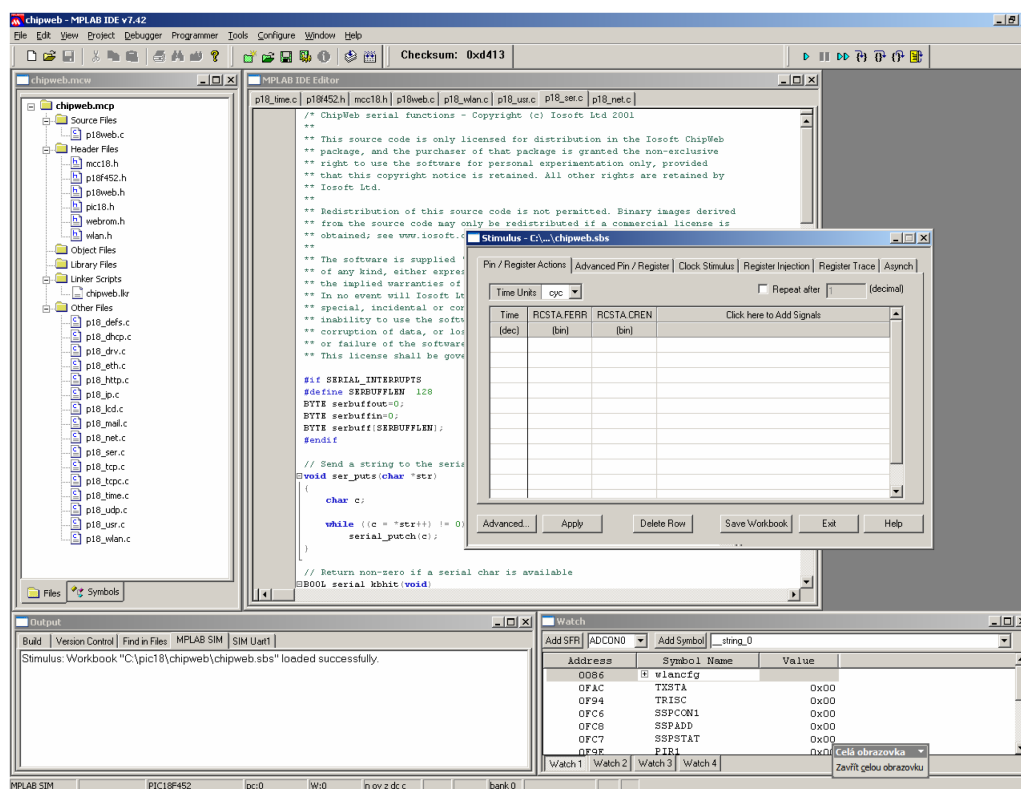 chipweb - MPLAB IDE v7.42
File Edit View Project Debugger Programmer Tools Configure Window Help
Checksum: 0xd413
chipweb.mcw
chipweb.mcp
Source Files
p18web.c
Header Files
mcc18.h
p18f452.h
p18web.h
pic18.h
webrom.h
wlan.h
Object Files
Library Files
Linker Scripts
chipweb.lkr
Other Files
p18_defs.c
p18_dhcp.c
p18_drv.c
p18_eth.c
p18_http.c
p18_ip.c
p18_lcd.c
p18_mail.c
p18_net.c
p18_ser.c
p18_tcp.c
p18_tcpc.c
p18_time.c
p18_udp.c
p18_usr.c
p18_wlan.c
Files Symbols
MPLAB IDE Editor
p18_time.c p18f452.h mcc18.h p18web.c p18_wlan.c p18_usr.c p18_ser.c p18_net.c
/* ChipWeb serial functions - Copyright (c) Iosoft Ltd 2001
**
** This source code is only licensed for distribution in the Iosoft ChipWeb
** package, and the purchaser of that package is granted the non-exclusive
** right to use the software for personal experimentation only, provided
** that this copyright notice is retained. All other rights are retained by
** Iosoft Ltd.
**
** Redistribution of this source code is not permitted. Binary images derived
** from the source code may only be redistributed if a commercial license is
** obtained; see www.iosoft.c
**
** The software is supplied '
** of any kind, either expre
** the implied warranties of
** In no event will Iosoft Lt
** special, incidental or co
** inability to use the soft
** corruption of data, or lo
** or failure of the software
** This license shall be gov
#if SERIAL_INTERRUPTS
#define SERBUFFLEN 128
BYTE serbuffout=0;
BYTE serbuffin=0;
BYTE serbuff[SERBUFFLEN];
#endif
// Send a string to the seria
void ser_puts(char *str)
{
char c;
while ((c = *str++) != 0)
serial_putch(c);
}
// Return non-zero if a serial char is available
BOOL serial_kbhit(void)
Stimulus - C:\...\chipweb.sbs
Pin / Register Actions Advanced Pin / Register Clock Stimulus Register Injection Register Trace Asynch
Time Units cyc Repeat after 1 (decimal)
Time RCSTA.FERR RCSTA.CREN Click here to Add Signals
(dec) (bin) (bin)
Advanced... Apply Delete Row Save Workbook Exit Help
Output
Build Version Control Find in Files MPLAB SIM SIM Uart1
Stimulus: Workbook "C:\pic18\chipweb\chipweb.sbs" loaded successfully.
Watch
Add SFR ADCON0 Add Symbol __string_0
Address Symbol Name Value
0086 wlancfg
0FAC TXSTA 0x00
0F94 TRISC 0x00
0FC6 SSPCON1 0x00
0FC8 SSPADD 0x00
0FC7 SSPSTAT 0x00
0F9E PIR1
Watch 1 Watch 2 Watch 3 Watch 4
Celá obrazovka
Zavřít celou obrazovku
MPLAB SIM PIC18F452 pc:0 W:0 n ov z dc c bank 0